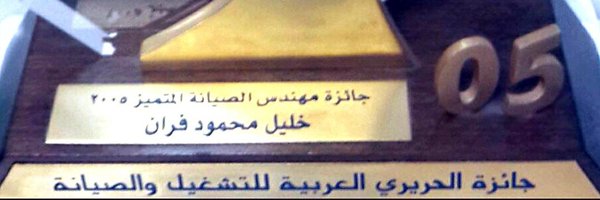 05
جائزة مهندس الصيانة المتميز ٢٠٠٥
خليل محمود فران
جائزة الحريري العربية للتشغيل والصيانة